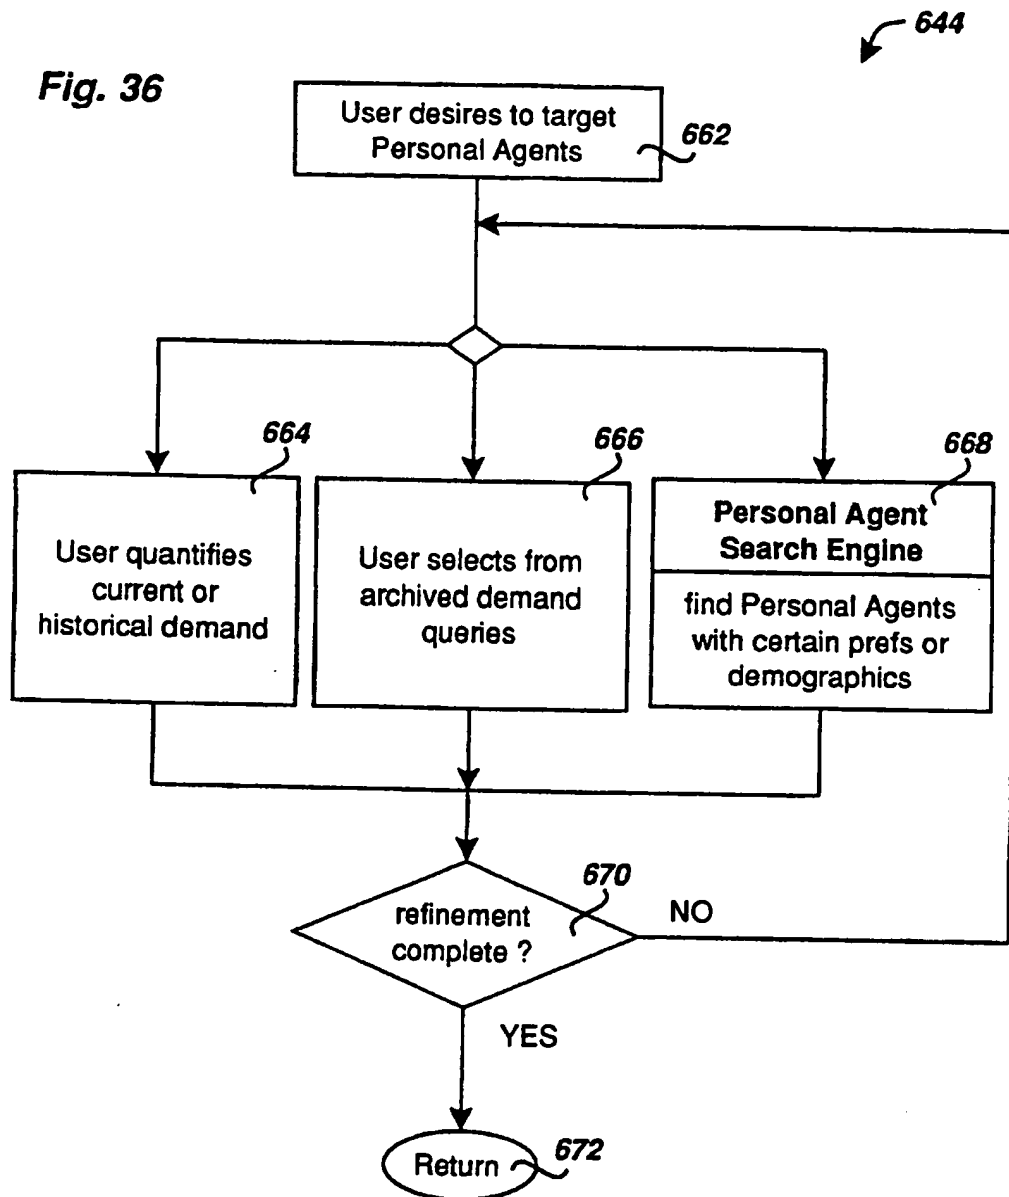 644
Fig. 36
User desires to target
Personal Agents
662
664
666
668
User quantifies
current or
historical demand
User selects from
archived demand
queries
Personal Agent
Search Engine
find Personal Agents
with certain prefs or
demographics
670
refinement
complete ?
NO
YES
Return
672